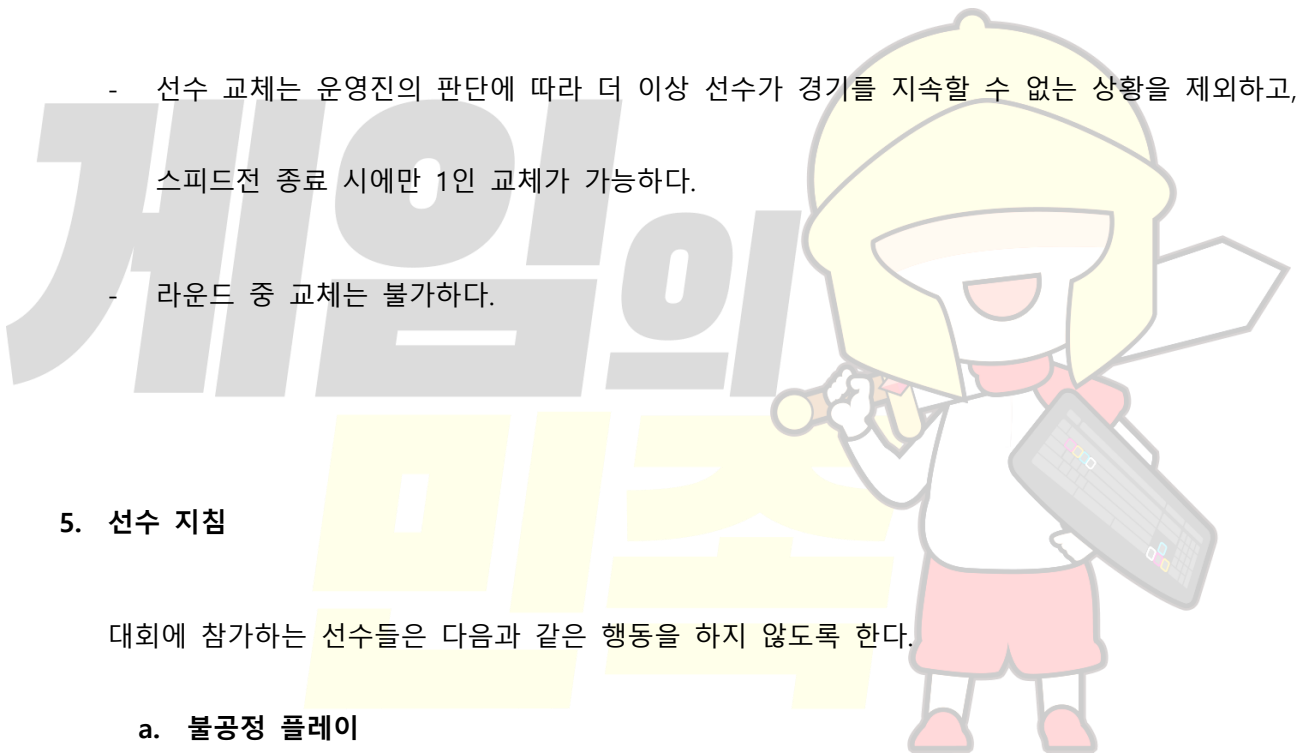 - 선수 교체는 운영진의 판단에 따라 더 이상 선수가 경기를 지속할 수 없는 상황을 제외하고,
스피드전 종료 시에만 1인 교체가 가능하다.
- 라운드 중 교체는 불가하다.
게임의
민족
5. 선수 지침
대회에 참가하는 선수들은 다음과 같은 행동을 하지 않도록 한다.
a. 불공정 플레이